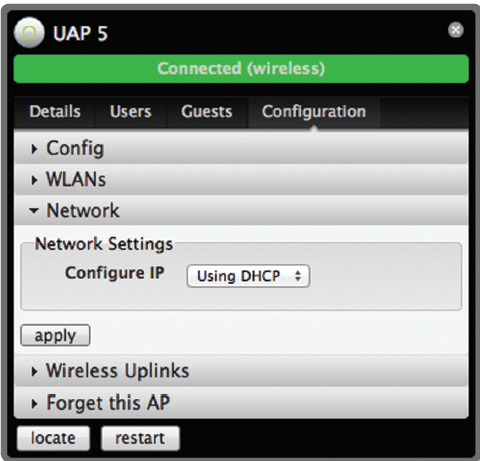 UAP 5
Connected (wireless)
Details Users Guests Configuration
Config
WLANs
Network
Network Settings
Configure IP Using DHCP
apply
Wireless Uplinks
Forget this AP
locate restart